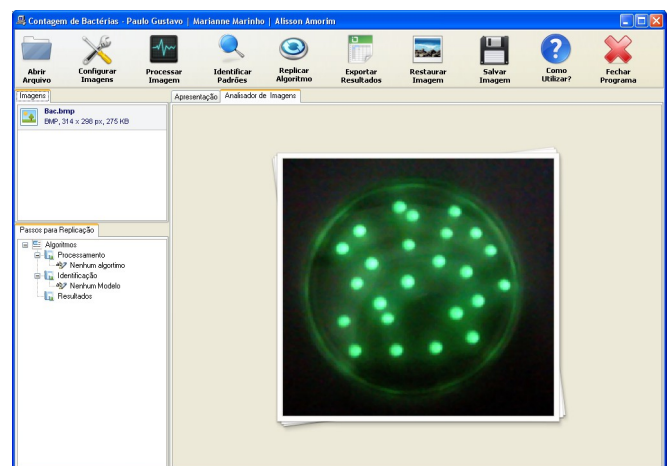 Contagem de Bactérias - Paulo Gustavo | Marianne Marinho | Alisson Amorim
Abrir Arquivo
Configurar Imagens
Processar Imagem
Identificar Padrões
Replicar Algoritmo
Exportar Resultados
Restaurar Imagem
Salvar Imagem
Como Utilizar?
Fechar Programa
Imagens
Apresentação
Analisador de Imagens
Bac.bmp
BMP, 314 x 298 px, 275 KB
Passos para Replicação
Algoritmos
Processamento
Nenhum algortimo
Identificação
Nenhum Modelo
Resultados